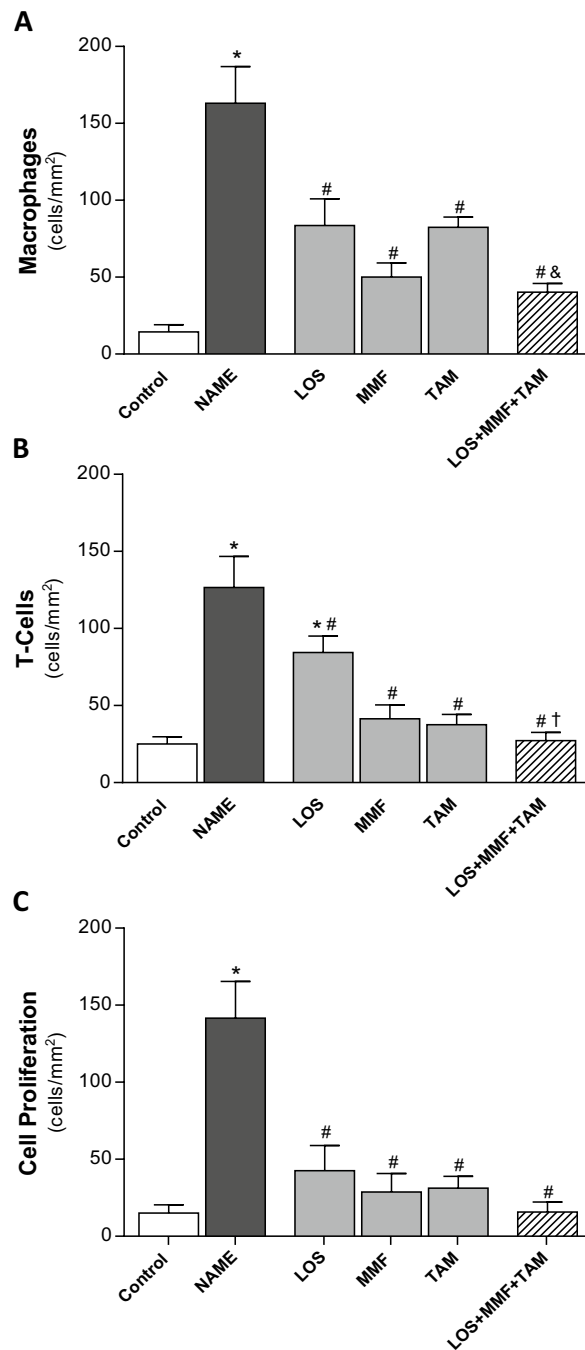 A
Macrophages
(cells/mm²)
200
150
100
50
0
*
#
#
#
# &
Control
NAME
LOS
MMF
TAM
LOS+MMF+TAM
B
T-Cells
(cells/mm²)
200
150
100
50
0
*
* #
#
#
# †
Control
NAME
LOS
MMF
TAM
LOS+MMF+TAM
C
Cell Proliferation
(cells/mm²)
200
150
100
50
0
*
#
#
#
#
Control
NAME
LOS
MMF
TAM
LOS+MMF+TAM